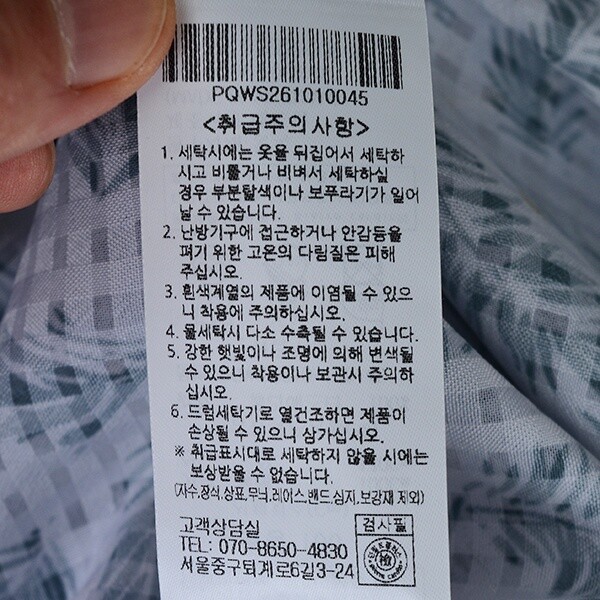 PQWS261010045
<취급주의사항>
1. 세탁시에는 옷을 뒤집어서 세탁하
시고 비틀거나 비벼서 세탁하실
경우 부분탈색이나 보푸라기가 일어
날 수 있습니다.
2. 난방기구에 접근하거나 안감등을
펴기 위한 고온의 다림질은 피해
주십시오.
3. 흰색계열의 제품에 이염될 수 있으
니 착용에 주의하십시오.
4. 물세탁시 다소 수축될 수 있습니다.
5. 강한 햇빛이나 조명에 의해 변색될
수 있으니 착용이나 보관시 주의하
십시오.
6. 드럼세탁기로 열건조하면 제품이
손상될 수 있으니 삼가십시오.
※ 취급표시대로 세탁하지 않을 시에는
보상받을 수 없습니다.
(자수,장식,상표,무늬,레이스,밴드,심지,보강재 제외)
고객상담실
TEL: 070-8650-4830
서울중구퇴계로6길3-24
검사필
檢